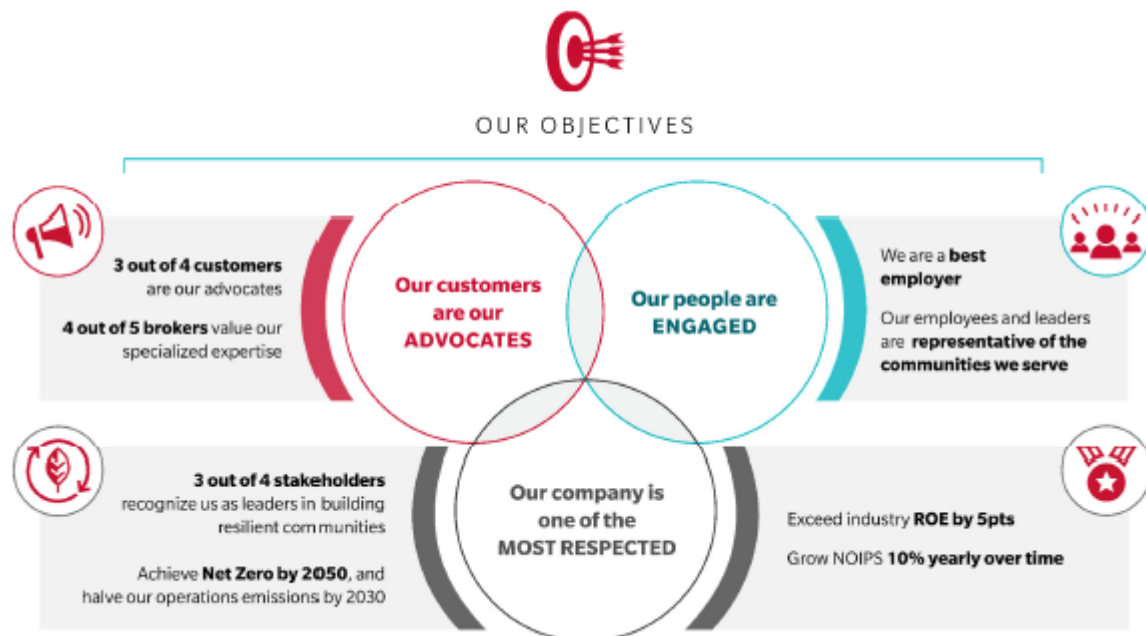 OUR OBJECTIVES
3 out of 4 customers
are our advocates
4 out of 5 brokers value our
specialized expertise
Our customers
are our
ADVOCATES
Our people are
ENGAGED
We are a best
employer
Our employees and leaders
are representative of the
communities we serve
3 out of 4 stakeholders
recognize us as leaders in building
resilient communities
Achieve Net Zero by 2050, and
halve our operations emissions by 2030
Our company is
one of the
MOST RESPECTED
Exceed industry ROE by 5pts
Grow NOIPS 10% yearly over time